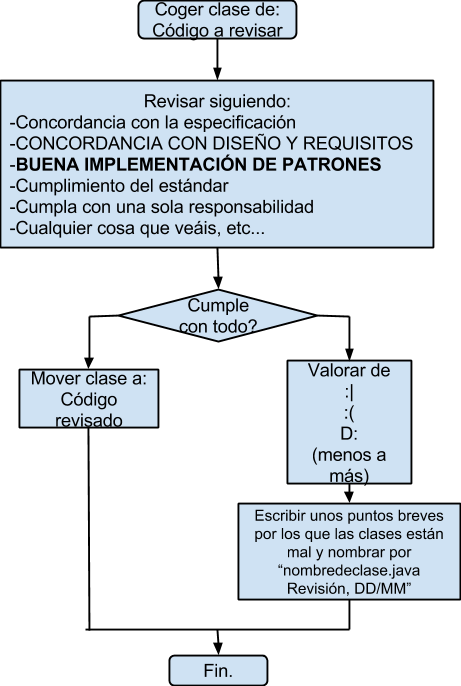 Coger clase de:
Código a revisar
Revisar siguiendo:
-Concordancia con la especificación
-CONCORDANCIA CON DISEÑO Y REQUISITOS
-BUENA IMPLEMENTACIÓN DE PATRONES
-Cumplimiento del estándar
-Cumpla con una sola responsabilidad
-Cualquier cosa que veáis, etc...
Cumple
con todo?
Mover clase a:
Código
revisado
Valorar de
:|
:(
D:
(menos a
más)
Escribir unos puntos breves
por los que las clases están
mal y nombrar por
“nombredeclase.java
Revisión, DD/MM”
Fin.